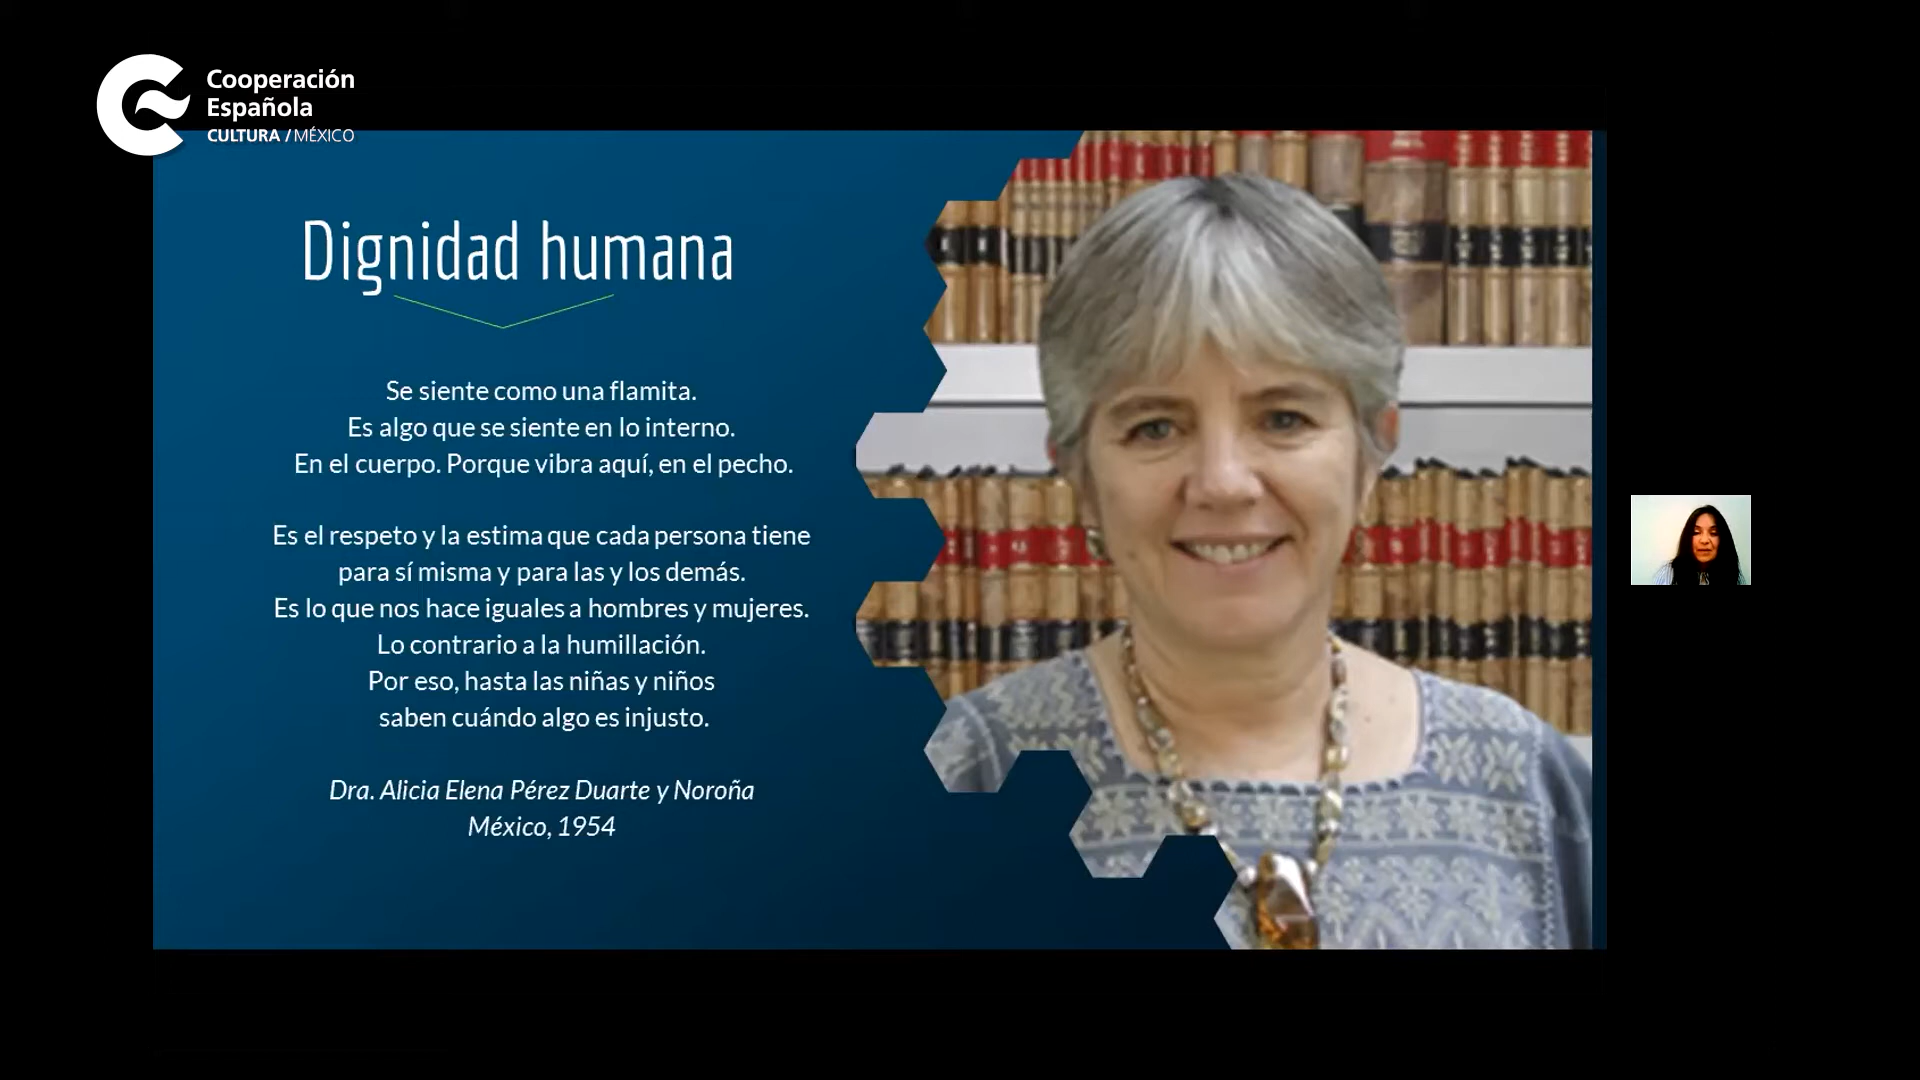 Cooperación
Española
CULTURA / MÉXICO
Dignidad humana
Se siente como una flamita.
Es algo que se siente en lo interno.
En el cuerpo. Porque vibra aquí, en el pecho.
Es el respeto y la estima que cada persona tiene
para sí misma y para las y los demás.
Es lo que nos hace iguales a hombres y mujeres.
Lo contrario a la humillación.
Por eso, hasta las niñas y niños
saben cuándo algo es injusto.
Dra. Alicia Elena Pérez Duarte y Noroña
México, 1954